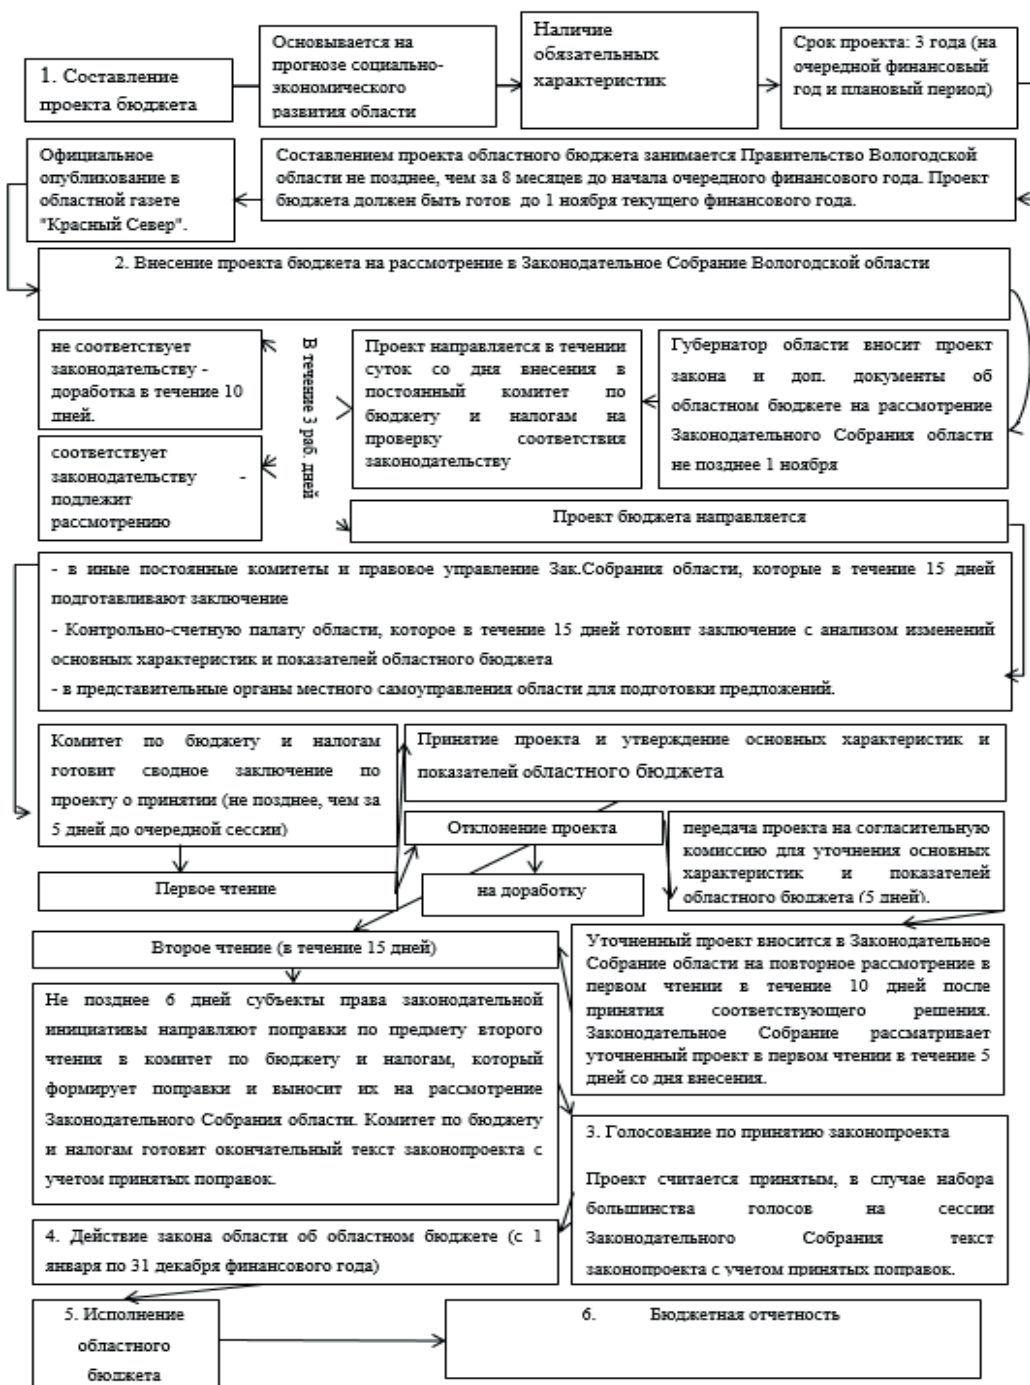 1. Составление
проекта бюджета
Основывается на
прогнозе социально-
экономического
развития области
Наличие
обязательных
характеристик
Срок проекта: 3 года (на
очередной финансовый
год и плановый период)
Официальное
опубликование в
областной газете
"Красный Север".
Составлением проекта областного бюджета занимается Правительство Вологодской
области не позднее, чем за 8 месяцев до начала очередного финансового года. Проект
бюджета должен быть готов до 1 ноября текущего финансового года.
2. Внесение проекта бюджета на рассмотрение в Законодательное Собрание Вологодской области
не соответствует
законодательству -
доработка в течение 10
дней.
соответствует
законодательству -
подлежит
рассмотрению
В течение 3 раб. дней
Проект направляется в течении
суток со дня внесения в
постоянный комитет по
бюджету и налогам на
проверку соответствия
законодательству
Губернатор области вносит проект
закона и доп. документы об
областном бюджете на рассмотрение
Законодательного Собрания области
не позднее 1 ноября
Проект бюджета направляется
- в иные постоянные комитеты и правовое управление Зак.Собрания области, которые в течение 15 дней
подготавливают заключение
- Контрольно-счетную палату области, которое в течение 15 дней готовит заключение с анализом изменений
основных характеристик и показателей областного бюджета
- в представительные органы местного самоуправления области для подготовки предложений.
Комитет по бюджету и налогам
готовит сводное заключение по
проекту о принятии (не позднее, чем за
5 дней до очередной сессии)
Принятие проекта и утверждение основных характеристик и
показателей областного бюджета
Отклонение проекта
передача проекта на согласительную
комиссию для уточнения основных
характеристик и показателей
областного бюджета (5 дней).
Первое чтение
на доработку
Второе чтение (в течение 15 дней)
Уточненный проект вносится в Законодательное
Собрание области на повторное рассмотрение в
первом чтении в течение 10 дней после
принятия соответствующего решения.
Законодательное Собрание рассматривает
уточненный проект в первом чтении в течение 5
дней со дня внесения.
Не позднее 6 дней субъекты права законодательной
инициативы направляют поправки по предмету второго
чтения в комитет по бюджету и налогам, который
формирует поправки и выносит их на рассмотрение
Законодательного Собрания области. Комитет по бюджету
и налогам готовит окончательный текст законопроекта с
учетом принятых поправок.
3. Голосование по принятию законопроекта
Проект считается принятым, в случае набора
большинства голосов на сессии
Законодательного Собрания текст
законопроекта с учетом принятых поправок.
4. Действие закона области об областном бюджете (с 1
января по 31 декабря финансового года)
5. Исполнение
областного
бюджета
6. Бюджетная отчетность